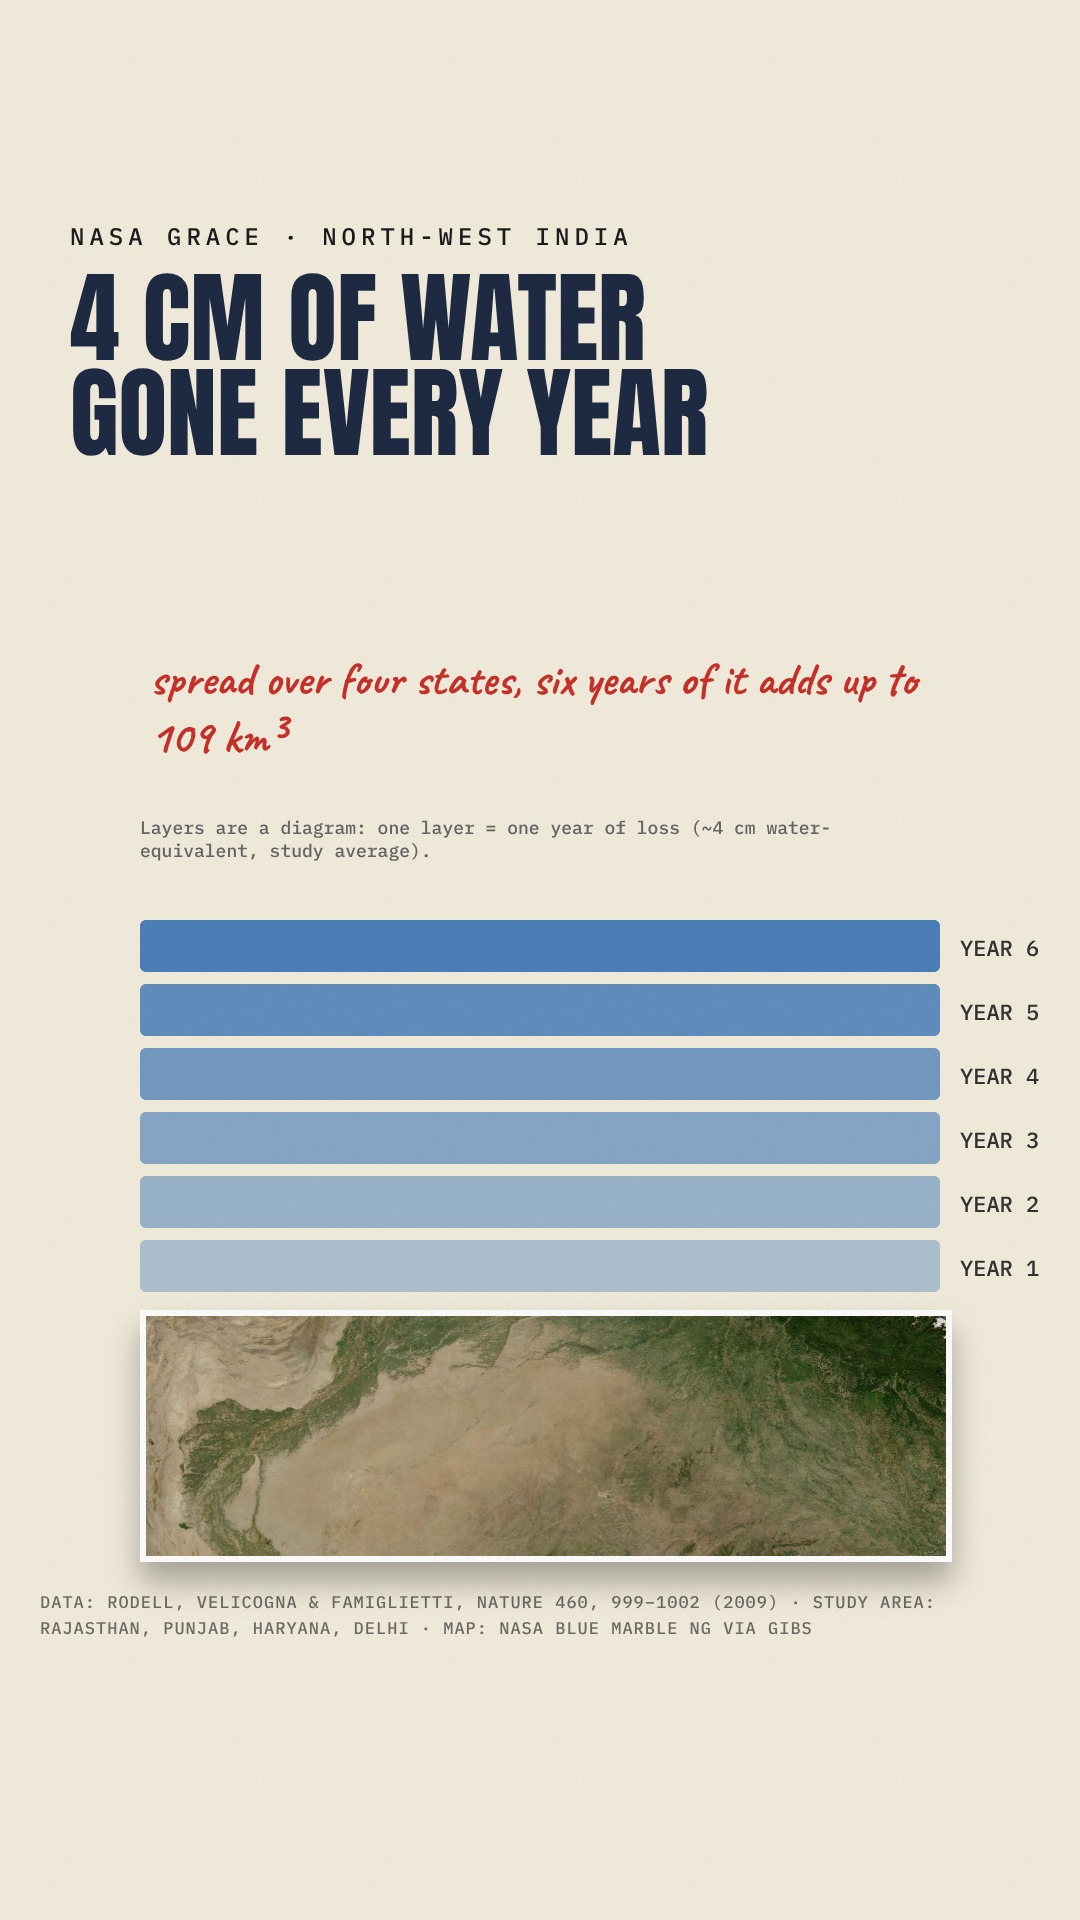 NASA GRACE · NORTH-WEST INDIA
4 CM OF WATER
GONE EVERY YEAR
spread over four states, six years of it adds up to
109 km³
Layers are a diagram: one layer = one year of loss (~4 cm water-
equivalent, study average).
YEAR 6
YEAR 5
YEAR 4
YEAR 3
YEAR 2
YEAR 1
DATA: RODELL, VELICOGNA & FAMIGLIETTI, NATURE 460, 999–1002 (2009) · STUDY AREA:
RAJASTHAN, PUNJAB, HARYANA, DELHI · MAP: NASA BLUE MARBLE NG VIA GIBS